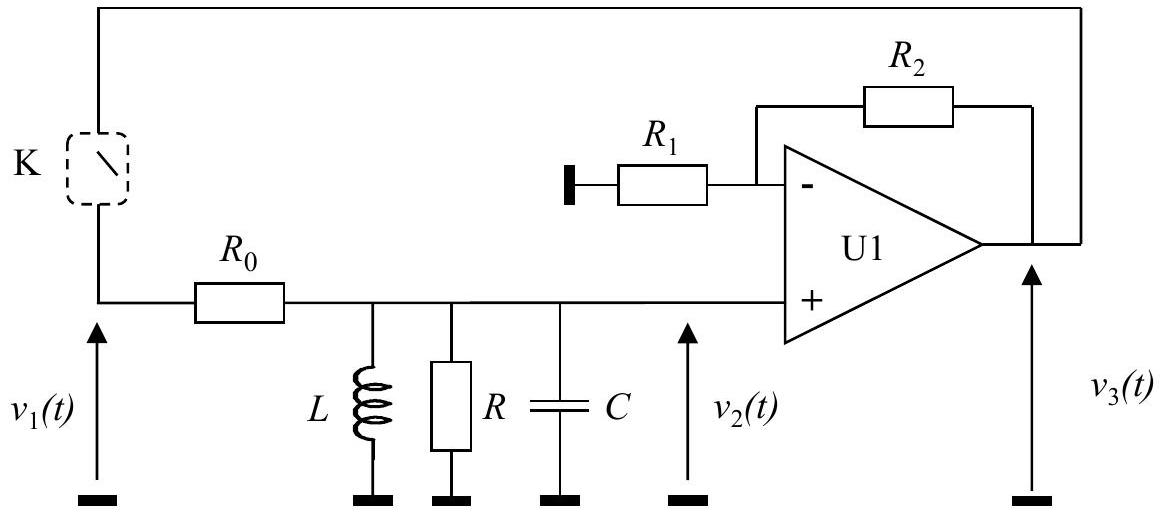 R₂
R₁
K
-
U1
R₀
+
v₁(t)
L
R
C
v₂(t)
v₃(t)